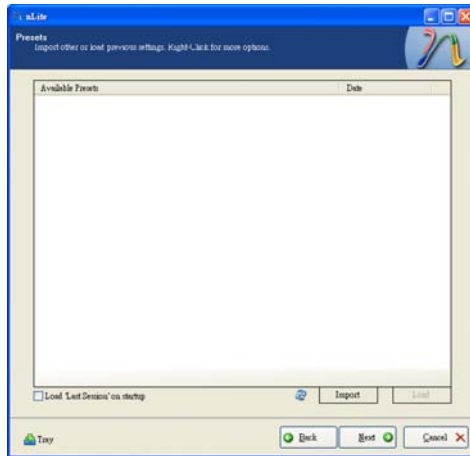 nLite
Presets
Import other or load previous settings. Right-Click for more options.
Available Presets Date
Load 'Last Session' on startup Import Load
Tray Back Next Cancel